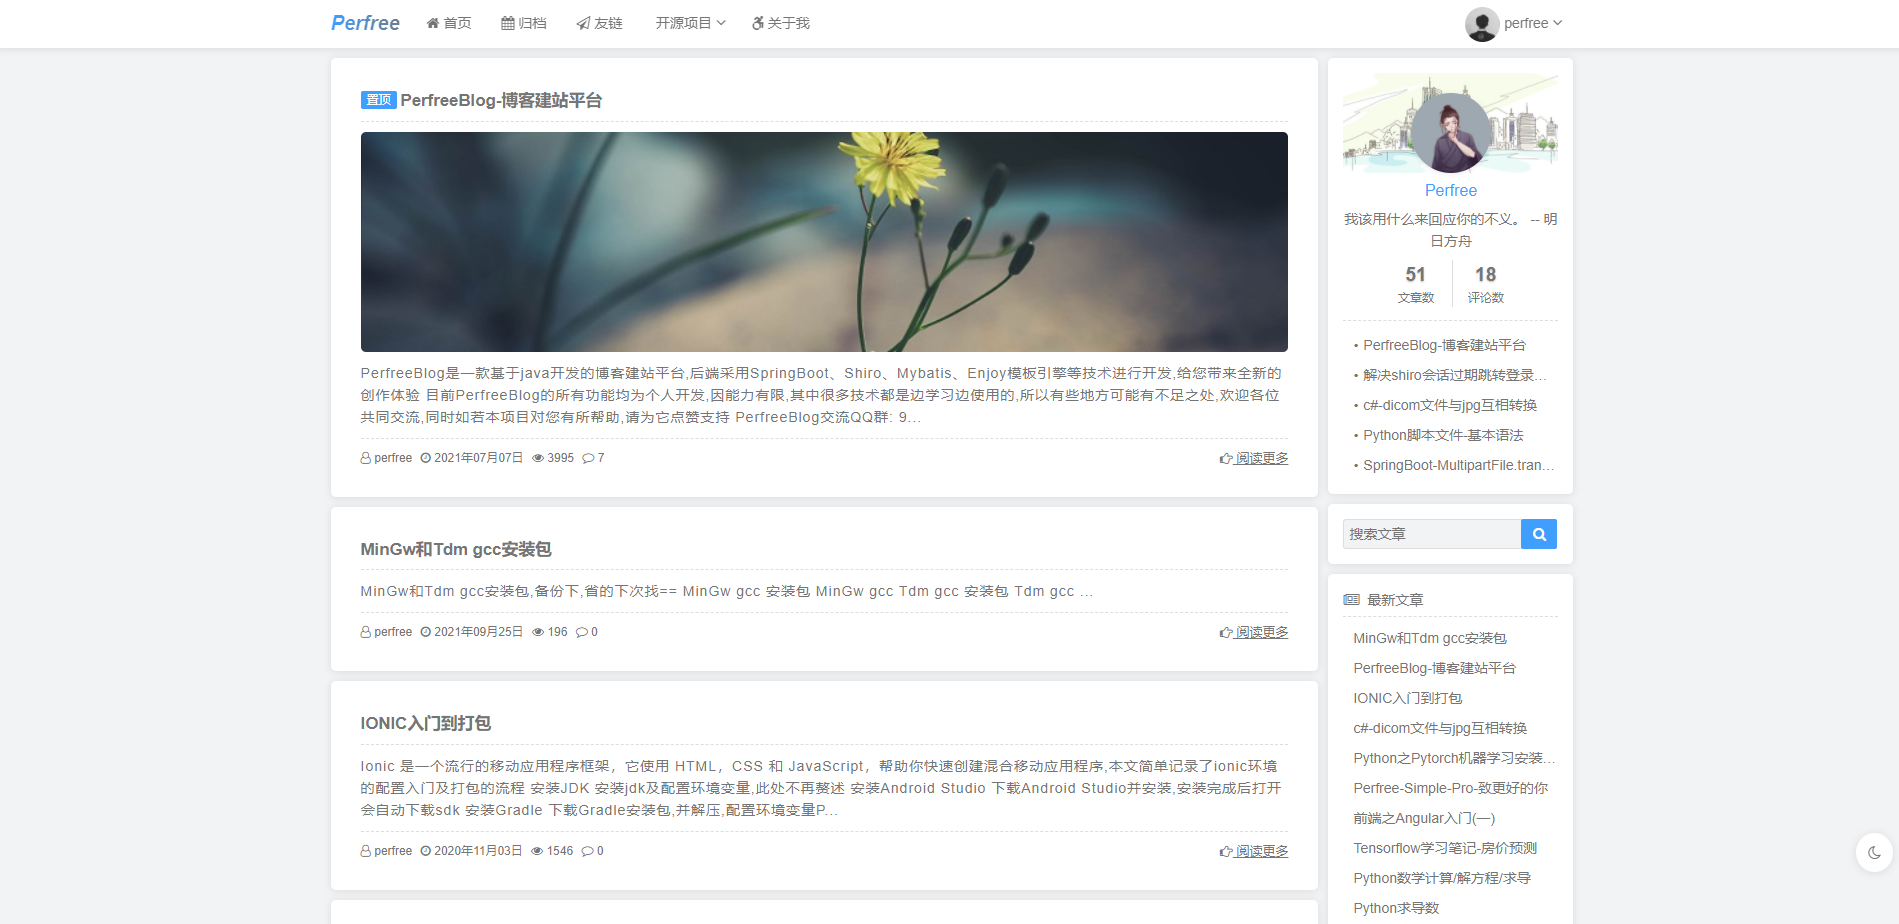 Perfree 首页 归档 友链 开源项目 关于我 perfree
置顶 PerfreeBlog-博客建站平台
PerfreeBlog是一款基于java开发的博客建站平台,后端采用SpringBoot、Shiro、Mybatis、Enjoy模板引擎等技术进行开发,给您带来全新的
创作体验 目前PerfreeBlog的所有功能均为个人开发,因能力有限,其中很多技术都是边学习边使用的,所以有些地方可能有不足之处,欢迎各位
共同交流,同时如若本项目对您有所帮助,请为它点赞支持 PerfreeBlog交流QQ群: 9...
perfree 2021年07月07日 3995 7 阅读更多
MinGw和Tdm gcc安装包
MinGw和Tdm gcc安装包,备份下,省的下次找== MinGw gcc 安装包 MinGw gcc Tdm gcc 安装包 Tdm gcc ...
perfree 2021年09月25日 196 0 阅读更多
IONIC入门到打包
Ionic 是一个流行的移动应用程序框架，它使用 HTML，CSS 和 JavaScript，帮助你快速创建混合移动应用程序,本文简单记录了ionic环境
的配置入门及打包的流程 安装JDK 安装jdk及配置环境变量,此处不再赘述 安装Android Studio 下载Android Studio并安装,安装完成后打开
会自动下载sdk 安装Gradle 下载Gradle安装包,并解压,配置环境变量P...
perfree 2020年11月03日 1546 0 阅读更多
Perfree
我该用什么来回应你的不义。 -- 明
日方舟
51 18
文章数 评论数
• PerfreeBlog-博客建站平台
• 解决shiro会话过期跳转登录...
• c#-dicom文件与jpg互相转换
• Python脚本文件-基本语法
• SpringBoot-MultipartFile.tran...
搜索文章
最新文章
MinGw和Tdm gcc安装包
PerfreeBlog-博客建站平台
IONIC入门到打包
c#-dicom文件与jpg互相转换
Python之Pytorch机器学习安装...
Perfree-Simple-Pro-致更好的你
前端之Angular入门(一)
Tensorflow学习笔记-房价预测
Python数学计算/解方程/求导
Python求导数